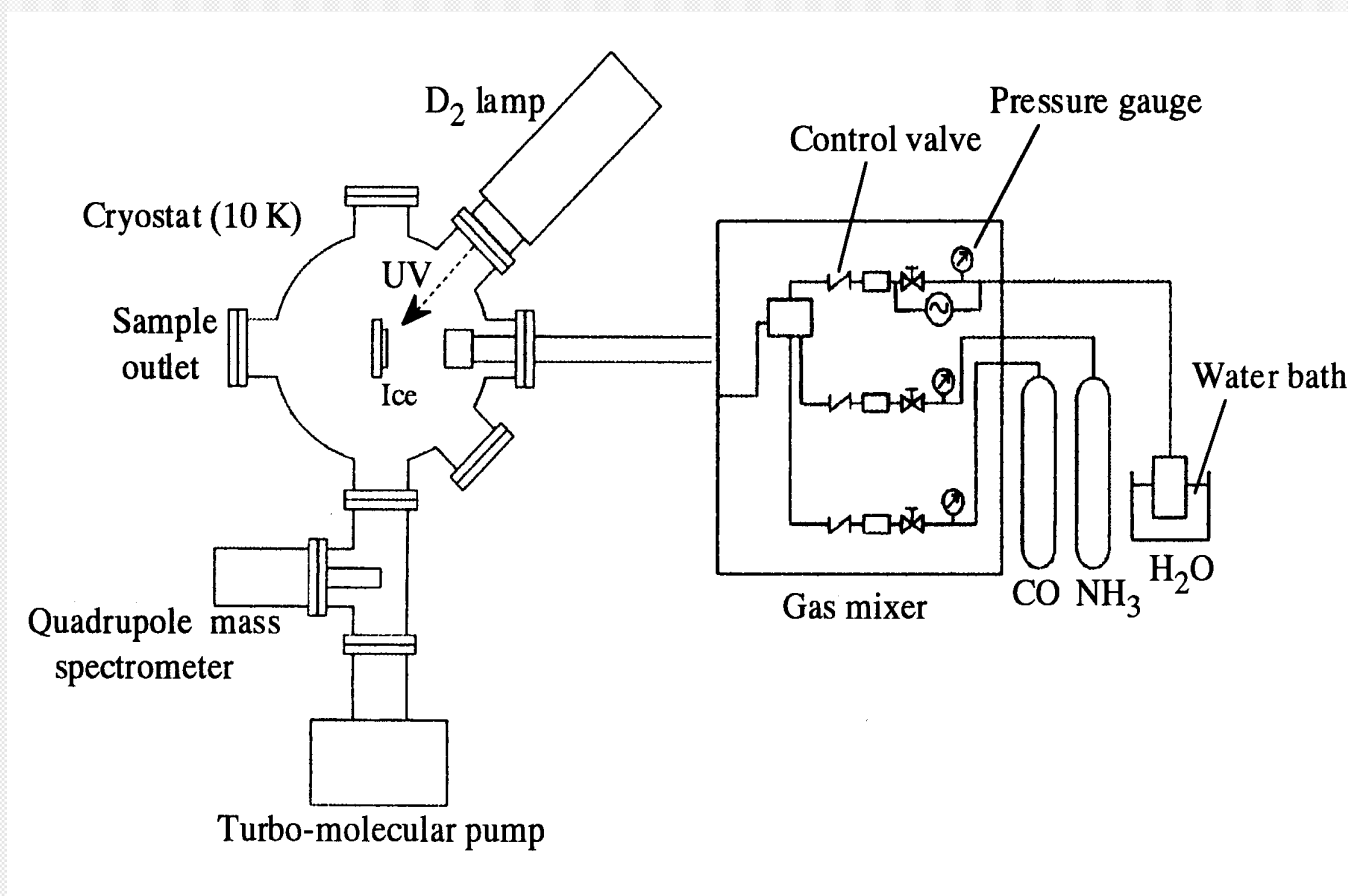 D2 lamp
Pressure gauge
Control valve
Cryostat (10 K)
UV
Sample
outlet
Ice
Water bath
H2O
CO NH3
Gas mixer
Quadrupole mass
spectrometer
Turbo-molecular pump